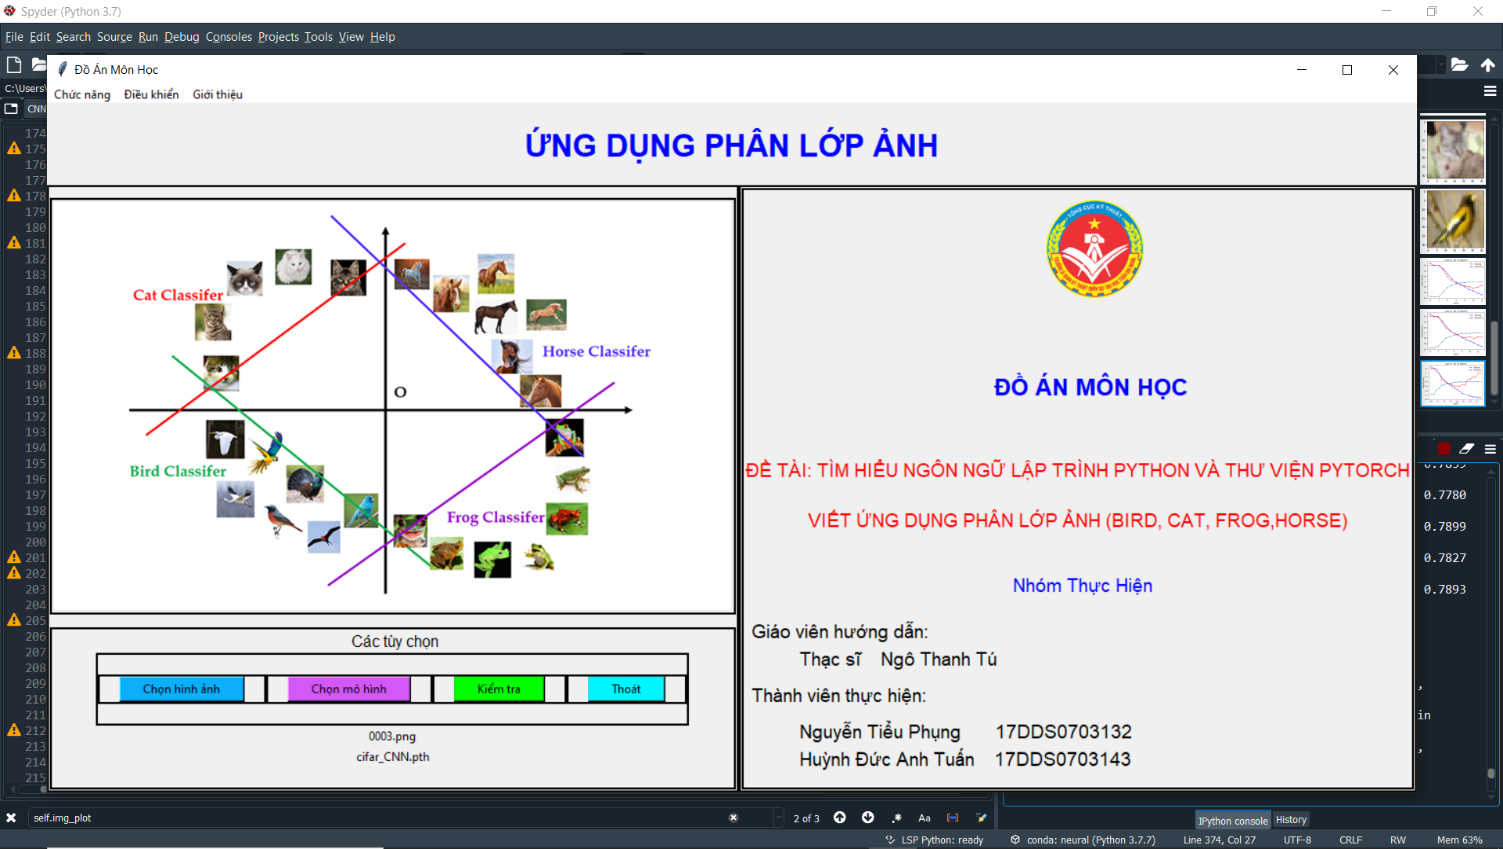 Spyder (Python 3.7)
File Edit Search Source Run Debug Consoles Projects Tools View Help
Đồ Án Môn Học
C:\Users\
Chức năng Điều khiển Giới thiệu
CNN
ỨNG DỤNG PHÂN LỚP ẢNH
174
175
176
177
178
179
180
181
182
183
184
185
186
187
188
189
190
191
192
193
194
195
196
197
198
199
200
201
202
203
204
205
206
207
208
209
210
211
212
213
214
215
Cat Classifer
Horse Classifer
O
Bird Classifer
Frog Classifer
TỔNG CỤC KỸ THUẬT
ĐỒ ÁN MÔN HỌC
ĐỀ TÀI: TÌM HIỂU NGÔN NGỮ LẬP TRÌNH PYTHON VÀ THƯ VIỆN PYTORCH
VIẾT ỨNG DỤNG PHÂN LỚP ẢNH (BIRD, CAT, FROG,HORSE)
Nhóm Thực Hiện
Giáo viên hướng dẫn:
Thạc sĩ Ngô Thanh Tú
Thành viên thực hiện:
Nguyễn Tiểu Phụng 17DDS0703132
Huỳnh Đức Anh Tuấn 17DDS0703143
Các tùy chọn
Chọn hình ảnh Chọn mô hình Kiểm tra Thoát
0003.png
cifar_CNN.pth
0.7780
0.7899
0.7827
0.7893
,
in
,
self.img_plot
2 of 3
Aa
IPython console History
LSP Python: ready conda: neural (Python 3.7.7) Line 374, Col 27 UTF-8 CRLF RW Mem 63%